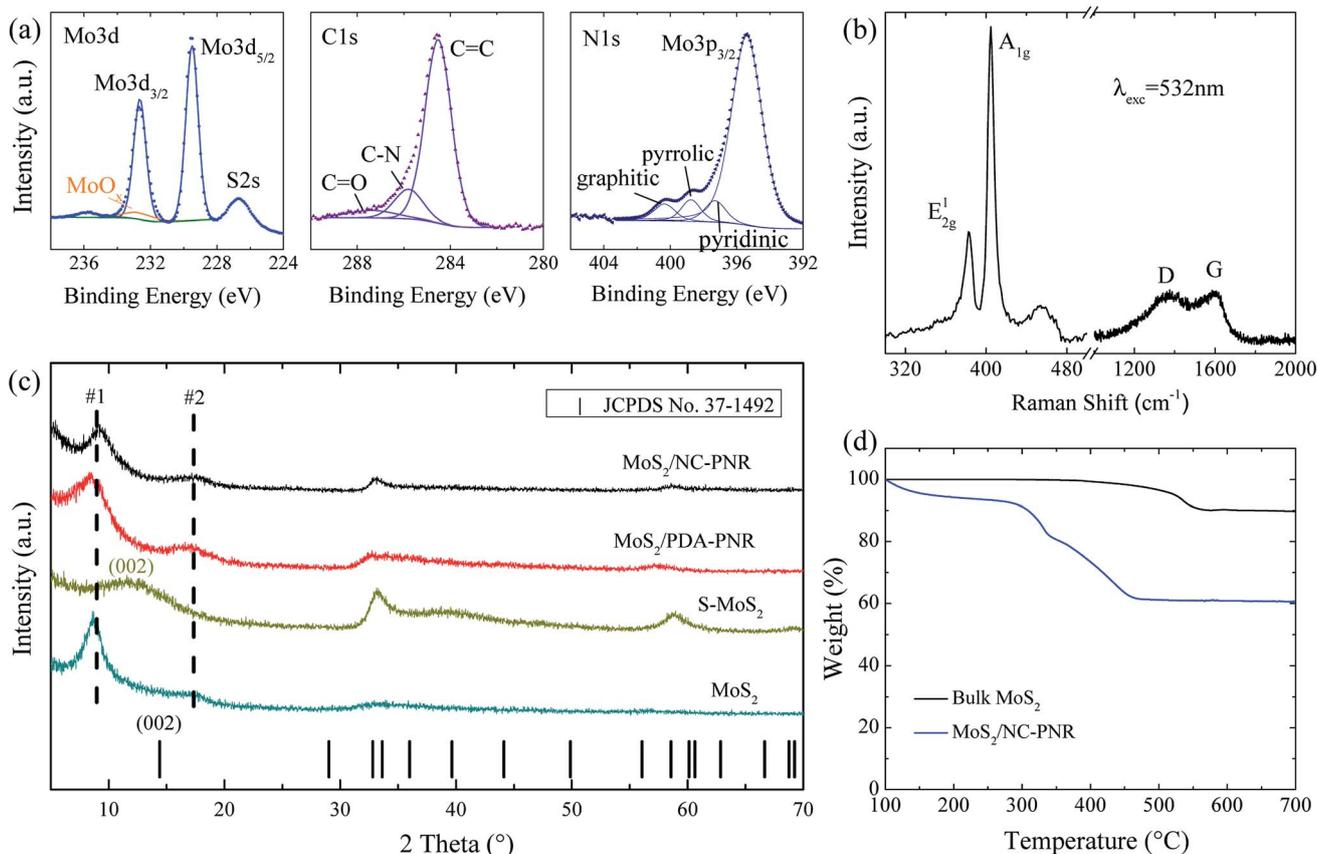 (a)
Mo3d
Mo3d5/2
Mo3d3/2
MoOx
S2s
Intensity (a.u.)
236 232 228 224
Binding Energy (eV)
C1s
C=C
C-N
C=O
288 284 280
Binding Energy (eV)
N1s
Mo3p3/2
pyrrolic
graphitic
pyridinic
404 400 396 392
Binding Energy (eV)
(b)
A1g
λexc=532nm
E¹2g
D
G
Intensity (a.u.)
320 400 480 1200 1600 2000
Raman Shift (cm⁻¹)
(c)
#1
#2
JCPDS No. 37-1492
MoS₂/NC-PNR
MoS₂/PDA-PNR
(002)
S-MoS₂
MoS₂
(002)
Intensity (a.u.)
10 20 30 40 50 60 70
2 Theta (°)
(d)
100
80
60
40
20
0
Weight (%)
Bulk MoS₂
MoS₂/NC-PNR
100 200 300 400 500 600 700
Temperature (°C)